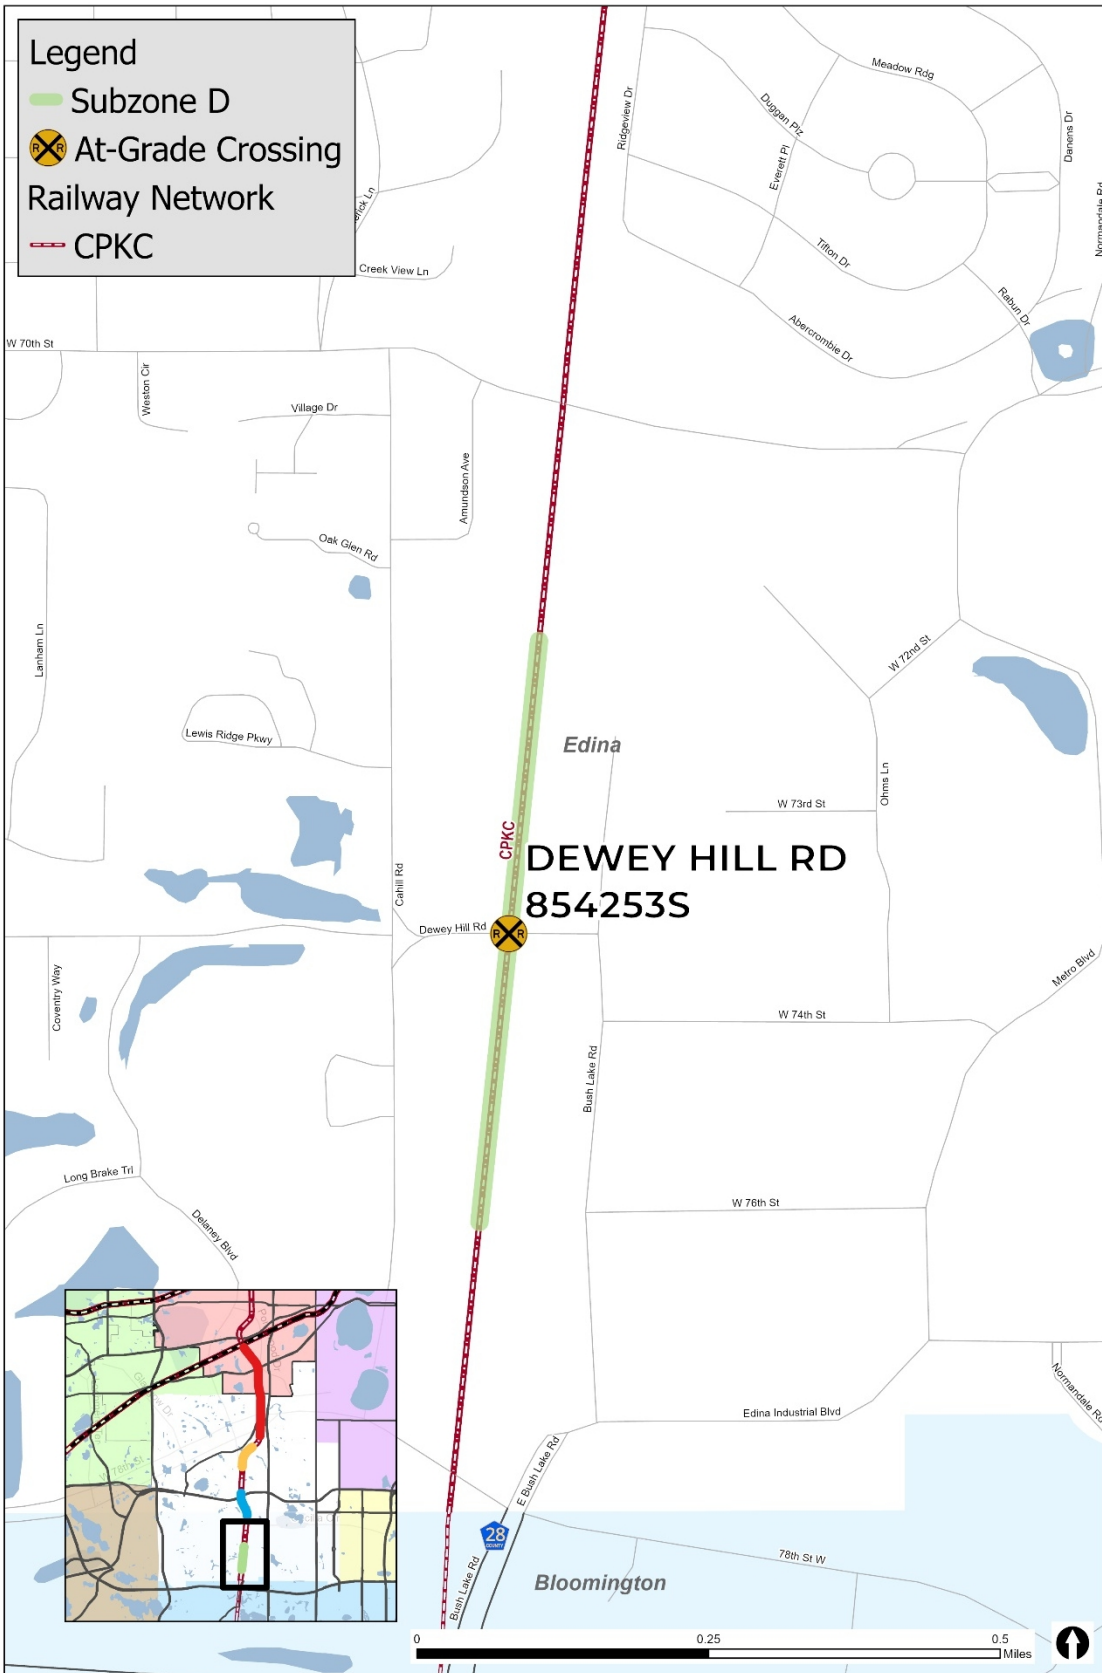 Legend
Subzone D
At-Grade Crossing
Railway Network
CPKC
Meadow Rdg
Duggan Plz
Ridgeview Dr
Everett Pl
Danens Dr
Normandale Rd
Tifton Dr
Rabun Dr
Abercrombie Dr
Creek View Ln
W 70th St
Weston Cir
Village Dr
Amundson Ave
Oak Glen Rd
Lanham Ln
W 72nd St
Lewis Ridge Pkwy
Edina
Ohms Ln
W 73rd St
CPKC
DEWEY HILL RD
854253S
Cahill Rd
Dewey Hill Rd
R R
Coventry Way
Metro Blvd
W 74th St
Bush Lake Rd
Long Brake Trl
Delaney Blvd
W 76th St
Normandale Rd
Edina Industrial Blvd
E Bush Lake Rd
W 78th St
28
COUNTY
Bush Lake Rd
78th St W
Bloomington
0 0.25 0.5
Miles